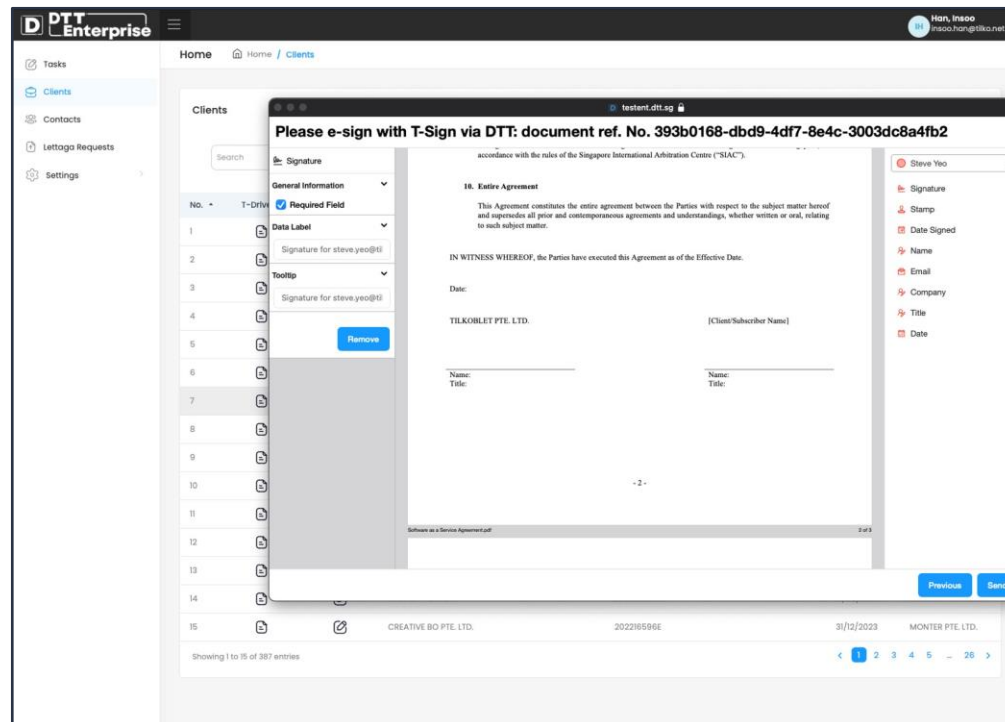 DTT
Enterprise
Han, Insoo
IH
insoo.han@tilko.net
Tasks
Clients
Contacts
Lettaga Requests
Settings
Home
Home / Clients
Clients
Search
No.
T-Drive
1
2
3
4
5
6
7
8
9
10
11
12
13
14
15
CREATIVE BO PTE. LTD.
202216596E
31/12/2023
MONTER PTE. LTD.
Showing 1 to 15 of 387 entries
1 2 3 4 5 ... 26
testent.dtt.sg
Please e-sign with T-Sign via DTT: document ref. No. 393b0168-dbd9-4df7-8e4c-3003dc8a4fb2
Signature
General Information
Required Field
Data Label
Signature for steve.yeo@til
Tooltip
Signature for steve.yeo@til
Remove
accordance with the rules of the Singapore International Arbitration Centre (“SIAC”).
10. Entire Agreement
This Agreement constitutes the entire agreement between the Parties with respect to the subject matter hereof
and supersedes all prior and contemporaneous agreements and understandings, whether written or oral, relating
to such subject matter.
IN WITNESS WHEREOF, the Parties have executed this Agreement as of the Effective Date.
Date:
TILKOBLET PTE. LTD.
[Client/Subscriber Name]
Name:
Title:
Name:
Title:
- 2 -
Software as a Service Agreement.pdf
2 of 3
Steve Yeo
Signature
Stamp
Date Signed
Name
Email
Company
Title
Date
Previous
Send